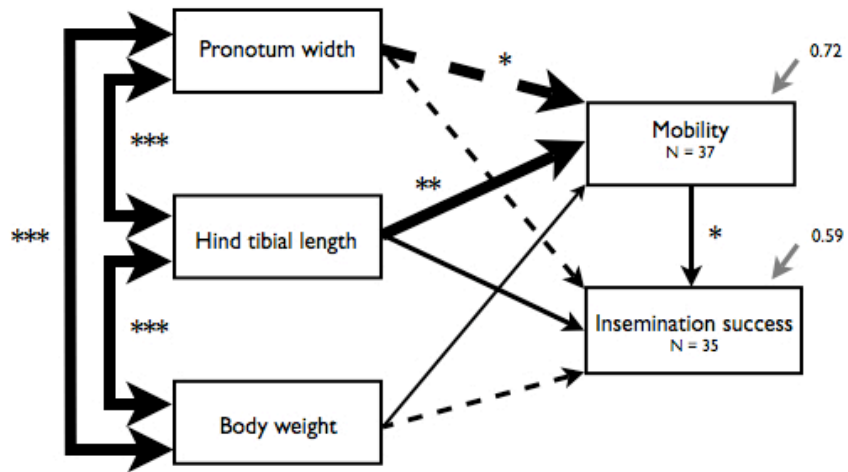 Pronotum width
*
0.72
Mobility
N = 37
***
**
***
Hind tibial length
*
0.59
Insemination success
N = 35
***
Body weight